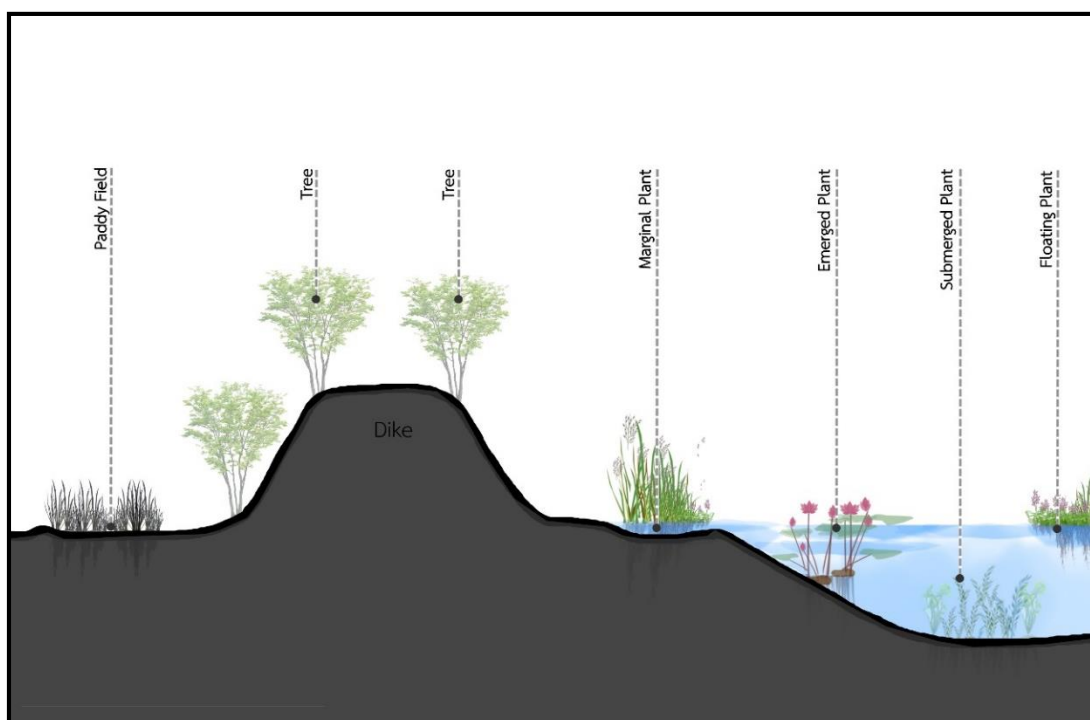 Paddy Field
Tree
Tree
Marginal Plant
Emerged Plant
Submerged Plant
Floating Plant
Dike